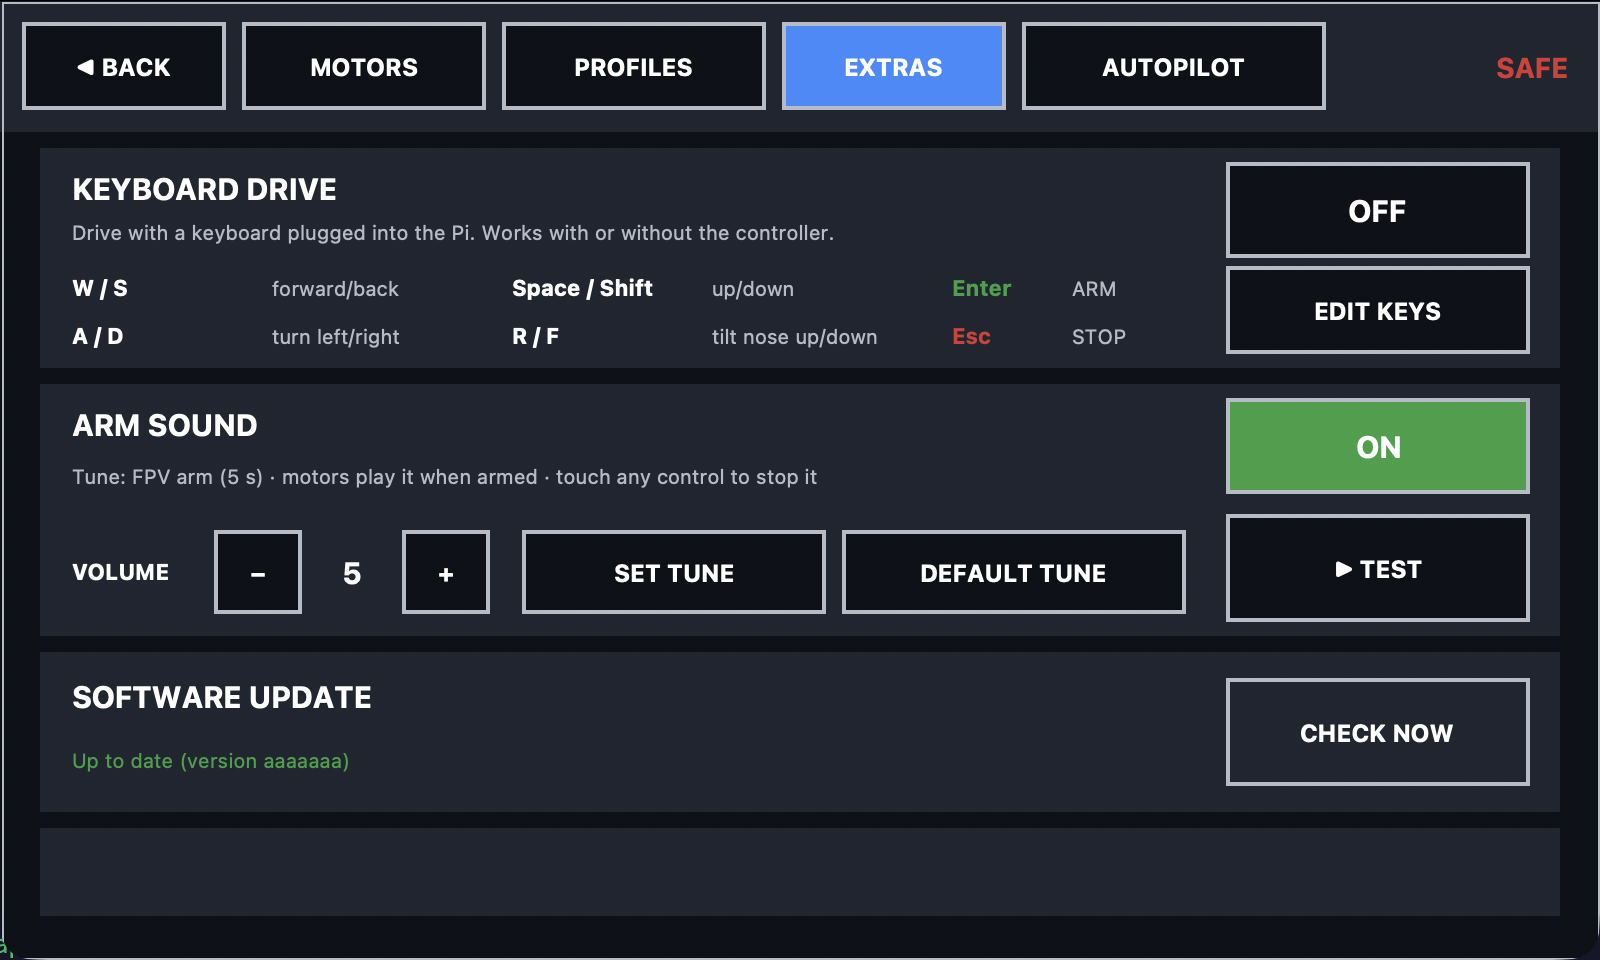 ◀ BACK MOTORS PROFILES EXTRAS AUTOPILOT SAFE
KEYBOARD DRIVE
OFF
Drive with a keyboard plugged into the Pi. Works with or without the controller.
W / S forward/back Space / Shift up/down Enter ARM
EDIT KEYS
A / D turn left/right R / F tilt nose up/down Esc STOP
ARM SOUND
ON
Tune: FPV arm (5 s) · motors play it when armed · touch any control to stop it
VOLUME – 5 + SET TUNE DEFAULT TUNE ▶ TEST
SOFTWARE UPDATE
CHECK NOW
Up to date (version aaaaaaa)